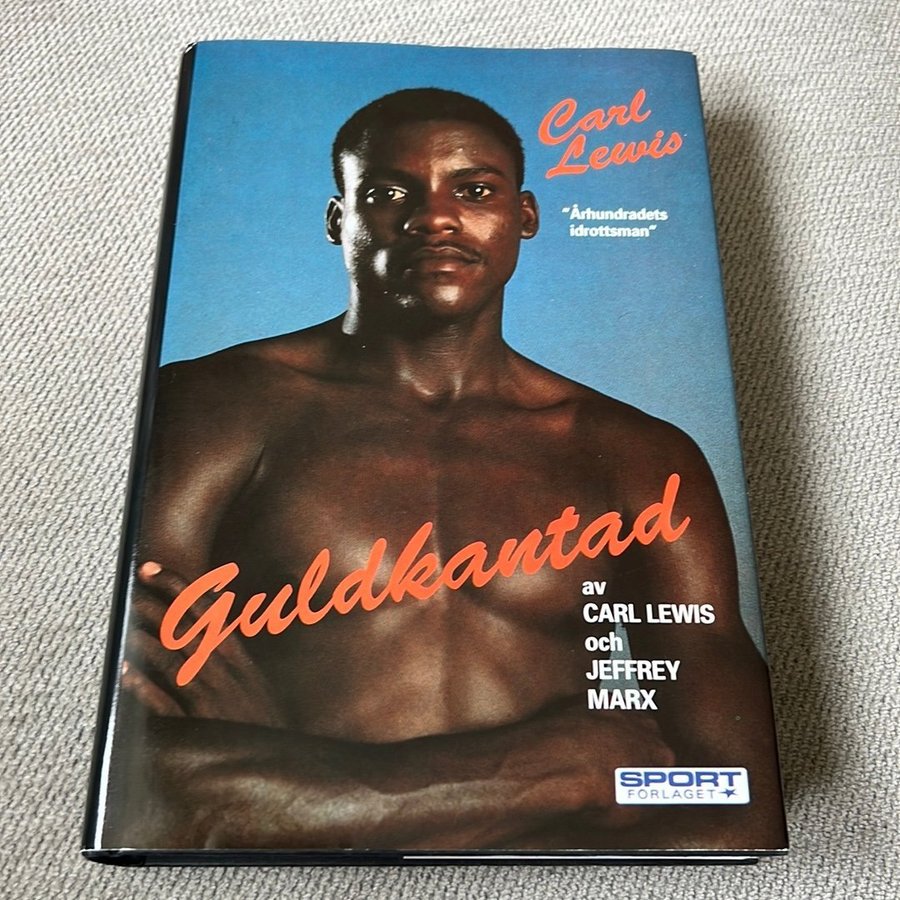 Carl
Lewis
"Århundradets
idrottsman"
Guldkantad
av
CARL LEWIS
och
JEFFREY
MARX
SPORT
FÖRLAGET